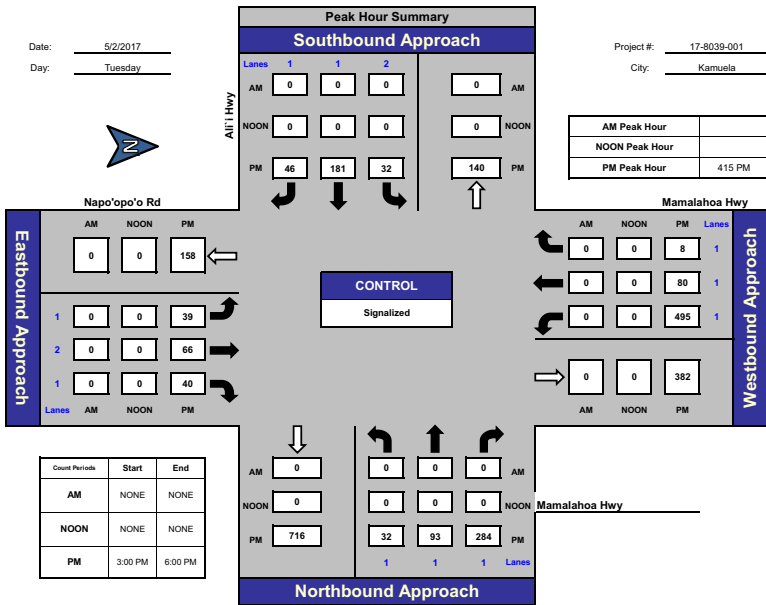 Peak Hour Summary
Southbound Approach
Date: 5/2/2017
Day: Tuesday
Project #: 17-8039-001
City: Kamuela
Lanes 1 1 2
AM 0 0 0 0 AM
NOON 0 0 0 0 NOON
PM 46 181 32 140 PM
Ali`i Hwy
N
AM Peak Hour
NOON Peak Hour
PM Peak Hour 415 PM
Napo'opo'o Rd
Mamalahoa Hwy
Eastbound Approach
AM NOON PM
0 0 158
1 0 0 39
2 0 0 66
1 0 0 40
Lanes AM NOON PM
CONTROL
Signalized
AM NOON PM Lanes
0 0 8 1
0 0 80 1
0 0 495 1
0 0 382
AM NOON PM
Westbound Approach
Count Periods Start End
AM NONE NONE
NOON NONE NONE
PM 3:00 PM 6:00 PM
AM 0 0 0 0 AM
NOON 0 0 0 0 NOON
PM 716 32 93 284 PM
1 1 1 Lanes
Mamalahoa Hwy
Northbound Approach